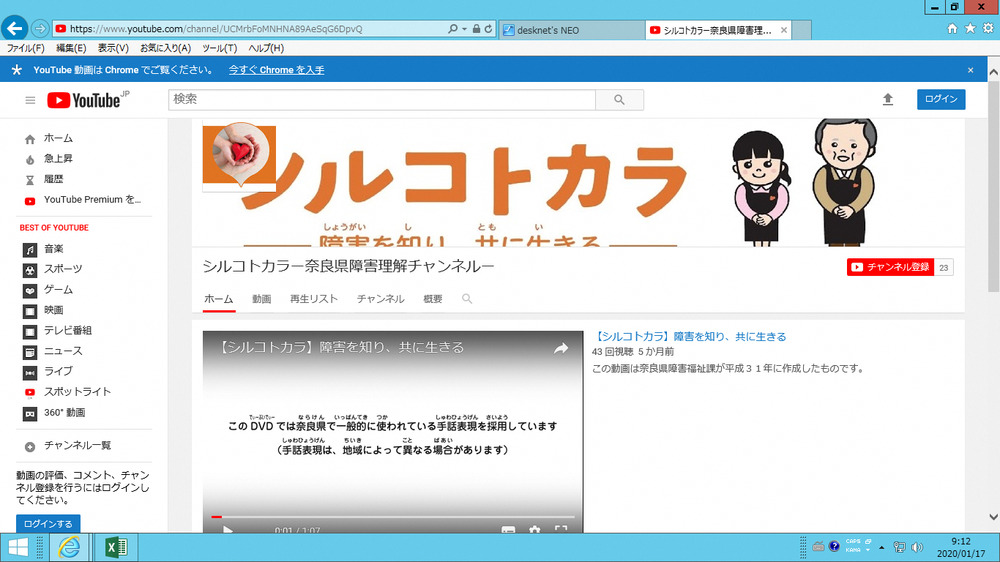 https://www.youtube.com/channel/UCMrbFoMNHNA89AeSqG6DpvQ
desknet's NEO
シルコトカラー奈良県障害理...
ファイル(F) 編集(E) 表示(V) お気に入り(A) ツール(T) ヘルプ(H)
YouTube 動画は Chrome でご覧ください。 今すぐ Chrome を入手
YouTube JP
検索
ログイン
ホーム
急上昇
履歴
YouTube Premium を...
BEST OF YOUTUBE
音楽
スポーツ
ゲーム
映画
テレビ番組
ニュース
ライブ
スポットライト
360° 動画
チャンネル一覧
動画の評価、コメント、チャン
ネル登録を行うにはログインし
てください。
ログインする
シルコトカラ
しょうがい し とも い
障害を知り、共に生きる
シルコトカラー奈良県障害理解チャンネルー
チャンネル登録 23
ホーム 動画 再生リスト チャンネル 概要
【シルコトカラ】障害を知り、共に生きる
でぃーぶいでぃー ならけん いっぱんてき つか しゅわひょうげん さいよう
この DVD では奈良県で一般的に使われている手話表現を採用しています
しゅわひょうげん ちいき こと ばあい
（手話表現は、地域によって異なる場合があります）
0:01 / 1:07
【シルコトカラ】障害を知り、共に生きる
43 回視聴 5 か月前
この動画は奈良県障害福祉課が平成３１年に作成したものです。
CAPS
KANA
9:12
2020/01/17